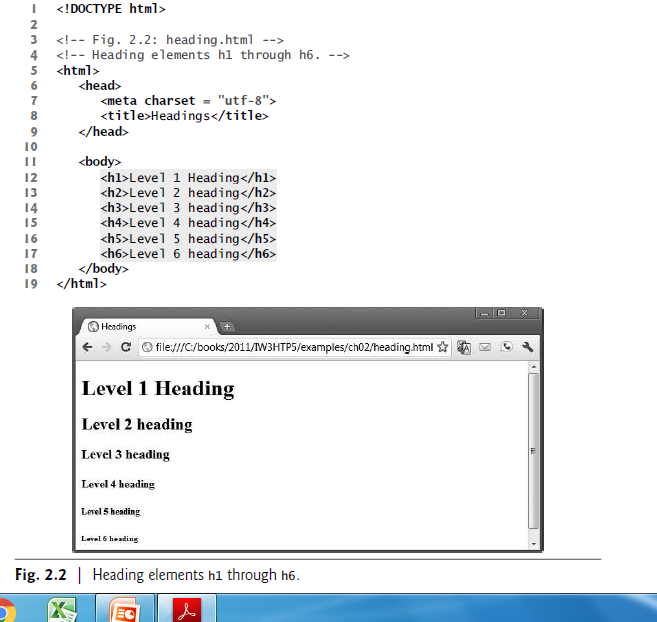 1 <!DOCTYPE html>
2
3 <!-- Fig. 2.2: heading.html -->
4 <!-- Heading elements h1 through h6. -->
5 <html>
6 <head>
7 <meta charset = "utf-8">
8 <title>Headings</title>
9 </head>
10
11 <body>
12 <h1>Level 1 Heading</h1>
13 <h2>Level 2 heading</h2>
14 <h3>Level 3 heading</h3>
15 <h4>Level 4 heading</h4>
16 <h5>Level 5 heading</h5>
17 <h6>Level 6 heading</h6>
18 </body>
19 </html>
Headings
file:///C:/books/2011/IW3HTP5/examples/ch02/heading.html
Level 1 Heading
Level 2 heading
Level 3 heading
Level 4 heading
Level 5 heading
Level 6 heading
Fig. 2.2 | Heading elements h1 through h6.